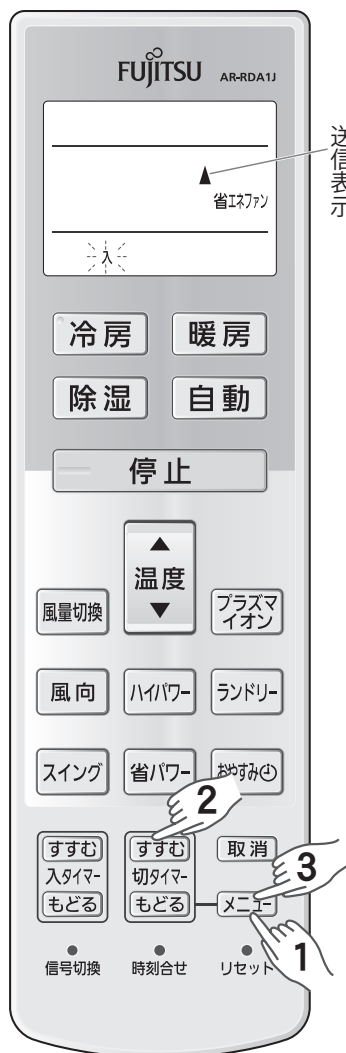 FUJITSU AR-RDA1J
送信表示
▲
省エネファン
入
冷房 暖房
除湿 自動
停止
▲
温度
▼
風量切換 プラズマイオン
風向 ハイパワー ランドリー
スイング 省パワー おやすみ
2
すすむ すすむ 取消
入タイマー 切タイマー
3
もどる もどる メニュー
1
信号切換 時刻合せ リセット